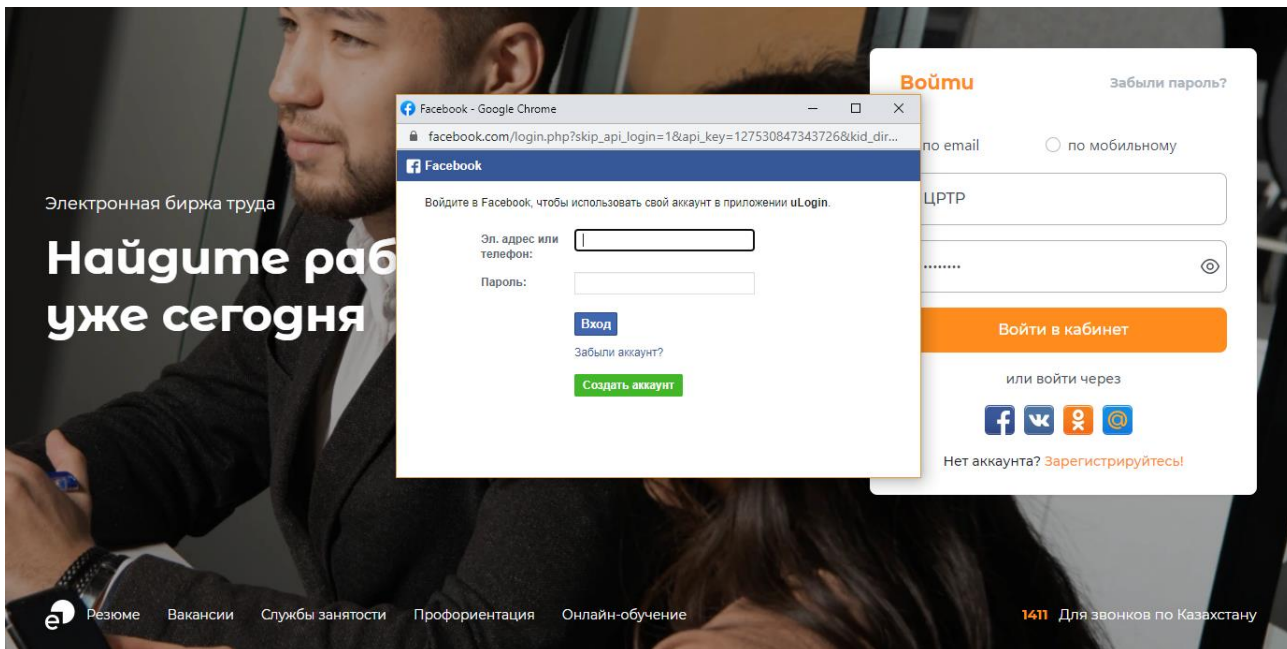 Электронная биржа труда
Найдите раб
уже сегодня
Facebook - Google Chrome
facebook.com/login.php?skip_api_login=1&api_key=127530847343726&kid_dir...
Facebook
Войдите в Facebook, чтобы использовать свой аккаунт в приложении uLogin.
Эл. адрес или
телефон:
Пароль:
Вход
Забыли аккаунт?
Создать аккаунт
Войти
Забыли пароль?
по email
по мобильному
ЦРТР
........
Войти в кабинет
или войти через
Нет аккаунта? Зарегистрируйтесь!
Резюме Вакансии Службы занятости Профориентация Онлайн-обучение
1411 Для звонков по Казахстану